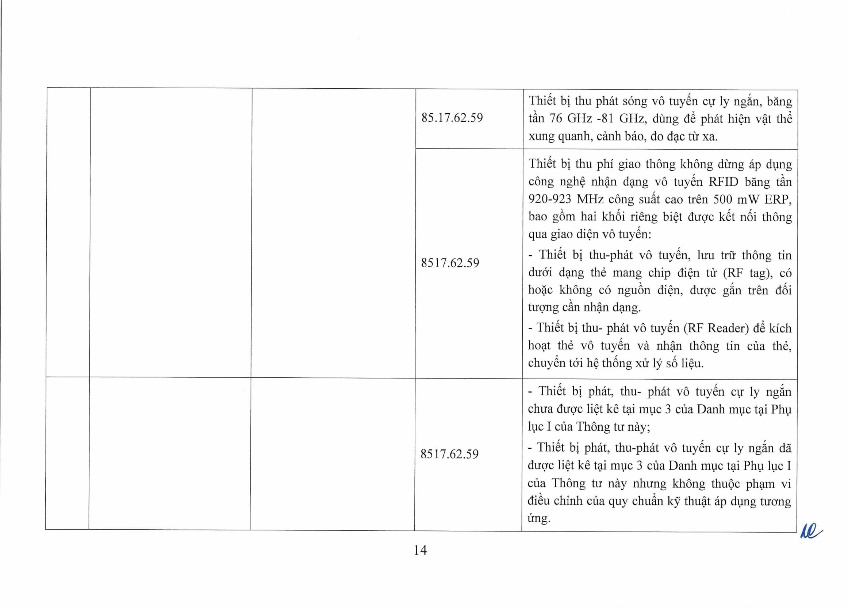 85.17.62.59
Thiết bị thu phát sóng vô tuyến cự ly ngắn, băng
tần 76 GHz -81 GHz, dùng để phát hiện vật thể
xung quanh, cảnh báo, đo đạc từ xa.
8517.62.59
Thiết bị thu phí giao thông không dừng áp dụng
công nghệ nhận dạng vô tuyến RFID băng tần
920-923 MHz công suất cao trên 500 mW ERP,
bao gồm hai khối riêng biệt được kết nối thông
qua giao diện vô tuyến:
- Thiết bị thu-phát vô tuyến, lưu trữ thông tin
dưới dạng thẻ mang chip điện tử (RF tag), có
hoặc không có nguồn điện, được gắn trên đối
tượng cần nhận dạng.
- Thiết bị thu- phát vô tuyến (RF Reader) để kích
hoạt thẻ vô tuyến và nhận thông tin của thẻ,
chuyển tới hệ thống xử lý số liệu.
8517.62.59
- Thiết bị phát, thu- phát vô tuyến cự ly ngắn
chưa được liệt kê tại mục 3 của Danh mục tại Phụ
lục I của Thông tư này;
- Thiết bị phát, thu-phát vô tuyến cự ly ngắn đã
được liệt kê tại mục 3 của Danh mục tại Phụ lục I
của Thông tư này nhưng không thuộc phạm vi
điều chỉnh của quy chuẩn kỹ thuật áp dụng tương
ứng.
14